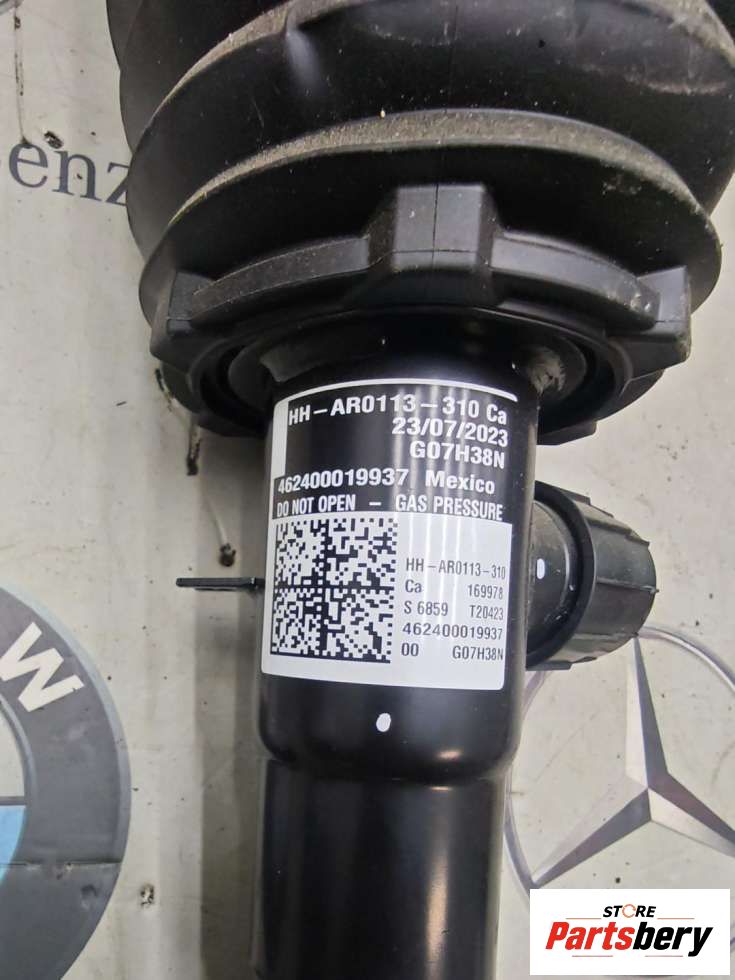 enz
HH-AR0113-310 Ca
23/07/2023
G07H38N
462400019937 Mexico
DO NOT OPEN - GAS PRESSURE
HH-AR0113-310
Ca 169978
S 6859 T20423
462400019937
00 G07H38N
W
STORE
Partsbery